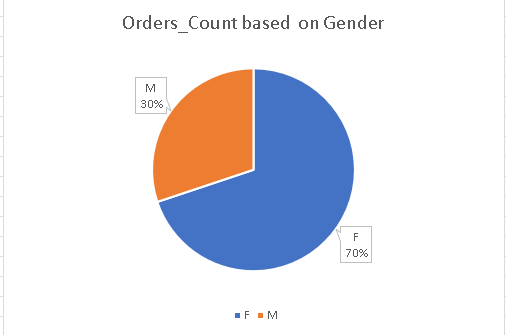 Orders_Count based on Gender
M
30%
F
70%
F M